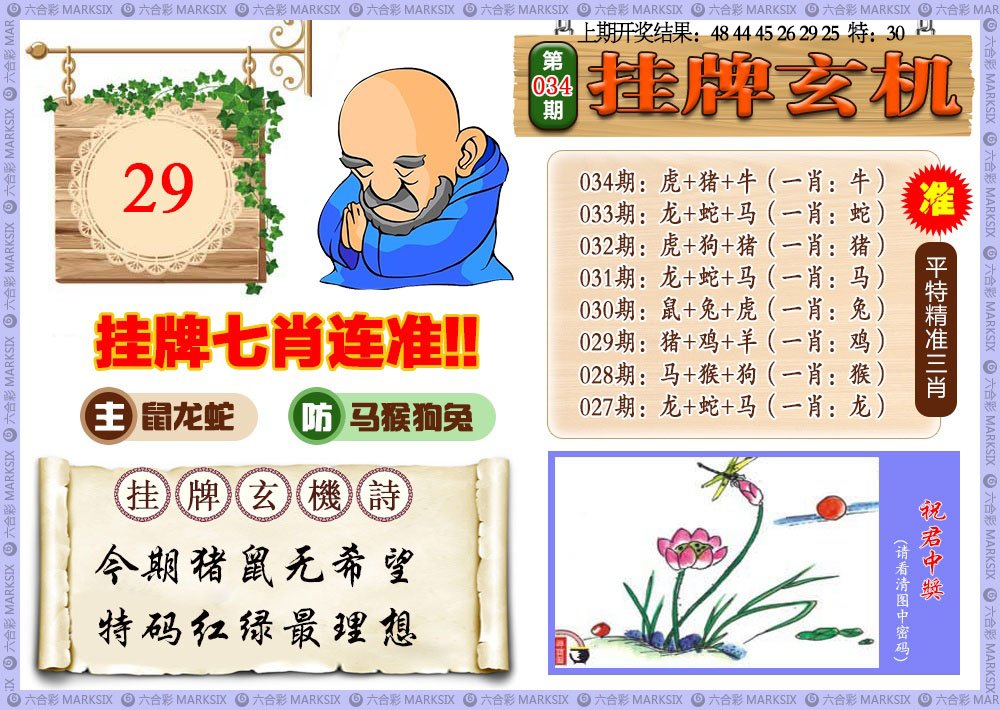 六合彩 MARKSIX
上期开奖结果：48 44 45 26 29 25 特：30
第034期
挂牌玄机
29
挂牌七肖连准!!
主 鼠龙蛇
防 马猴狗兔
挂牌玄機詩
今期猪鼠无希望
特码红绿最理想
034期：虎+猪+牛（一肖：牛）
033期：龙+蛇+马（一肖：蛇）
032期：虎+狗+猪（一肖：猪）
031期：龙+蛇+马（一肖：马）
030期：鼠+兔+虎（一肖：兔）
029期：猪+鸡+羊（一肖：鸡）
028期：马+猴+狗（一肖：猴）
027期：龙+蛇+马（一肖：龙）
准
平特精准三肖
祝君中獎
（请看清图中密码）